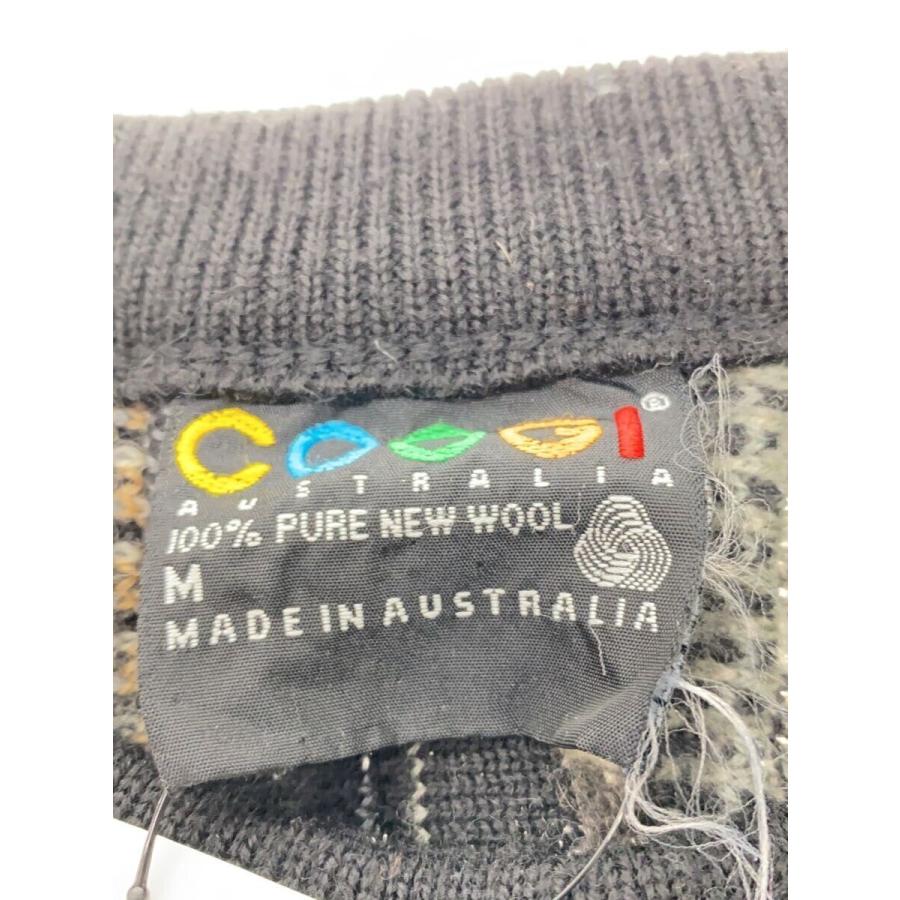 COOGI®
AUSTRALIA
100% PURE NEW WOOL
M
MADE IN AUSTRALIA